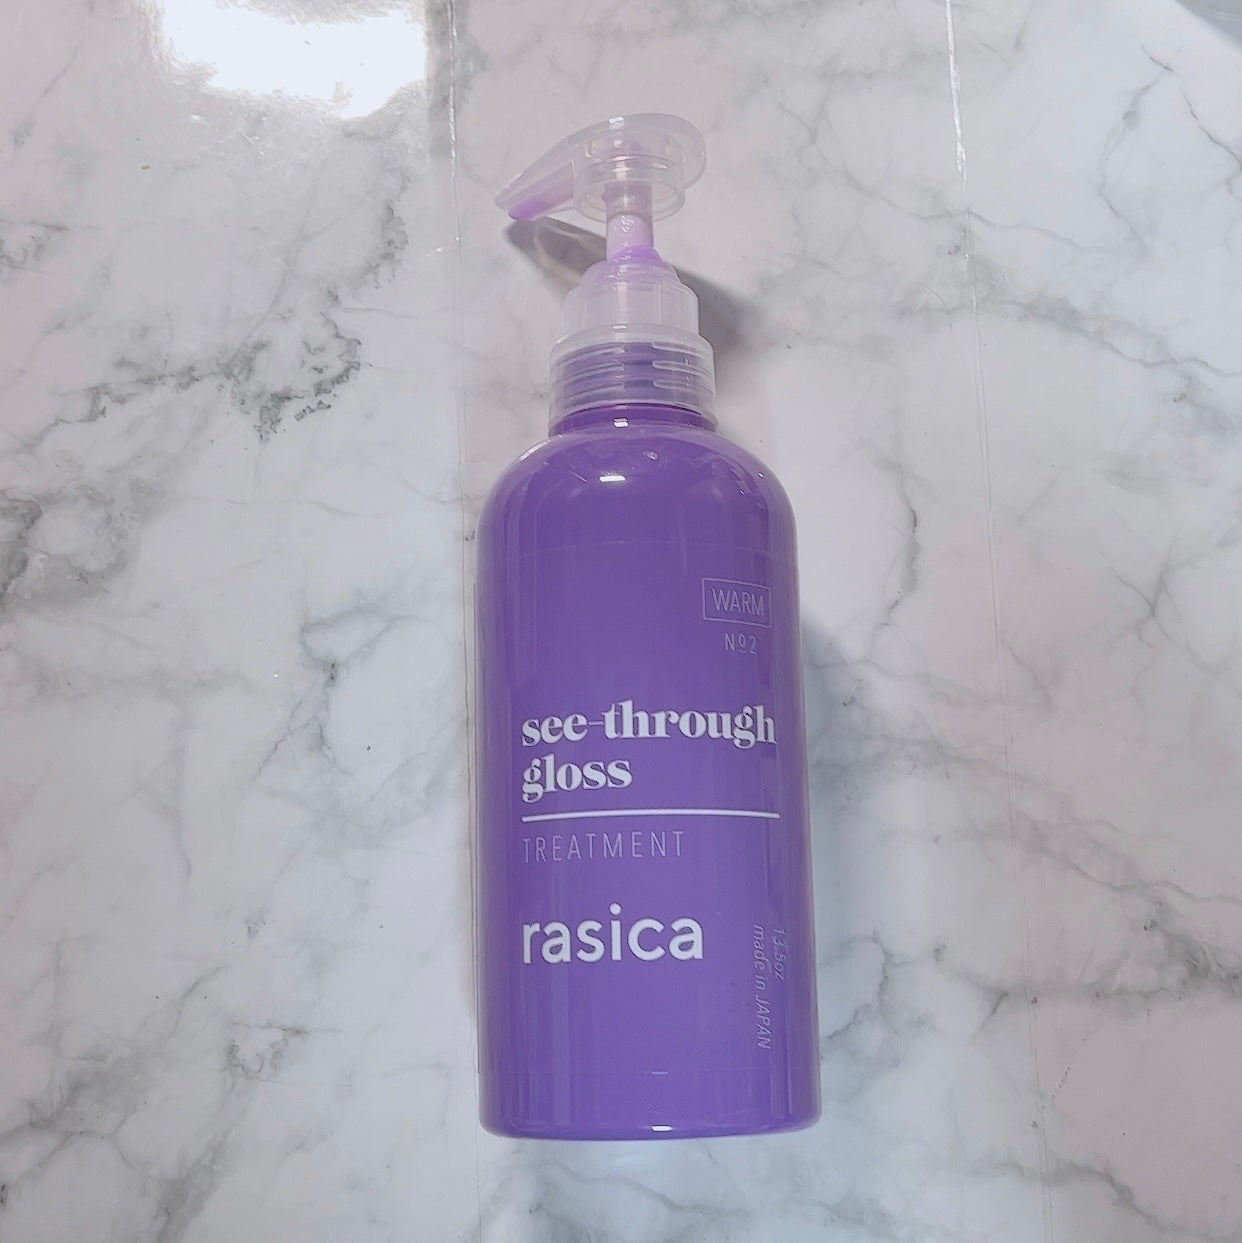 WARM
Nº2
see-through
gloss
TREATMENT
rasica
13.5oz
made in JAPAN